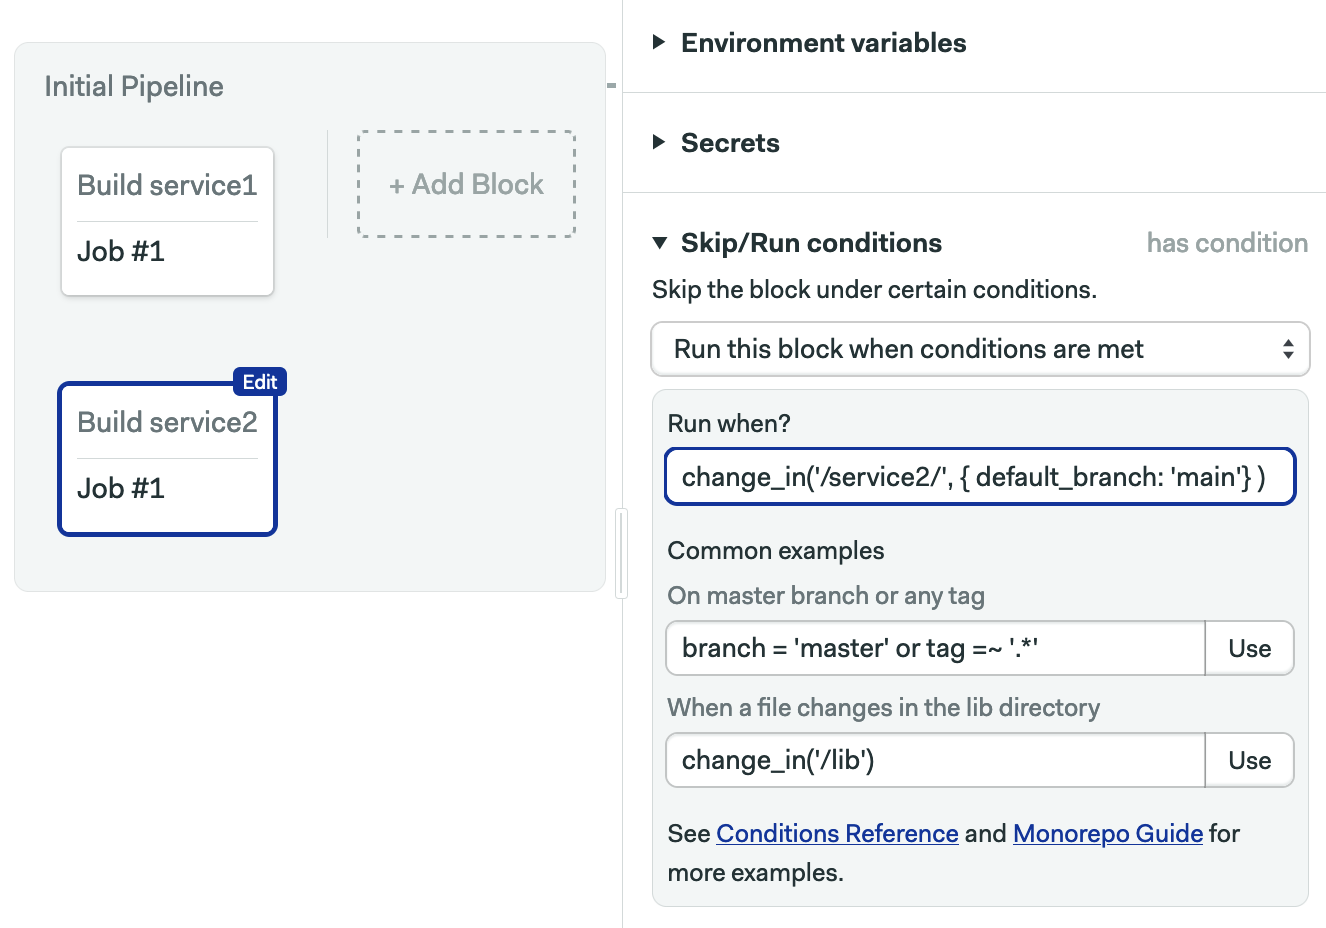 Initial Pipeline
Build service1
Job #1
+ Add Block
Edit
Build service2
Job #1
Environment variables
Secrets
Skip/Run conditions
has condition
Skip the block under certain conditions.
Run this block when conditions are met
Run when?
change_in('/service2/', { default_branch: 'main'} )
Common examples
On master branch or any tag
branch = 'master' or tag =~ '.*'
Use
When a file changes in the lib directory
change_in('/lib')
Use
See Conditions Reference and Monorepo Guide for
more examples.